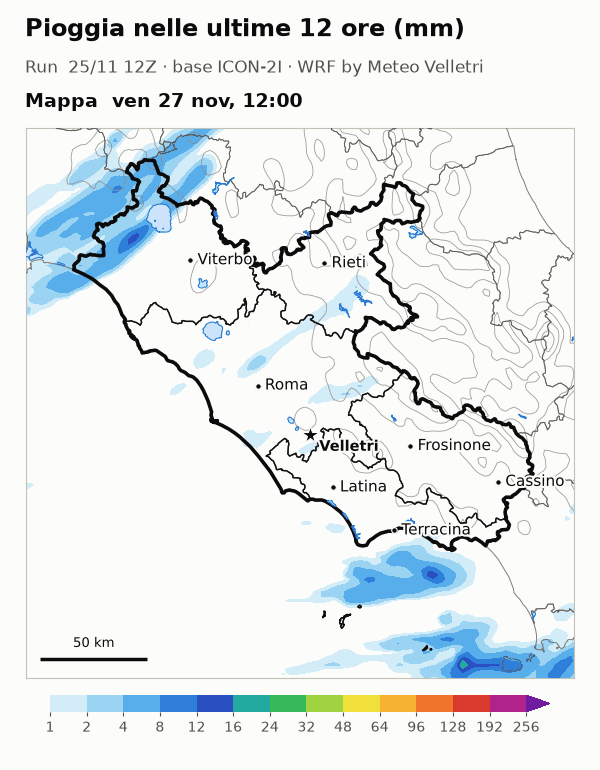 Pioggia nelle ultime 12 ore (mm)
Run 25/11 12Z · base ICON-2I · WRF by Meteo Velletri
Mappa ven 27 nov, 12:00
Viterbo
Rieti
Roma
Velletri
Frosinone
Latina
Cassino
Terracina
50 km
1 2 4 8 12 16 24 32 48 64 96 128 192 256